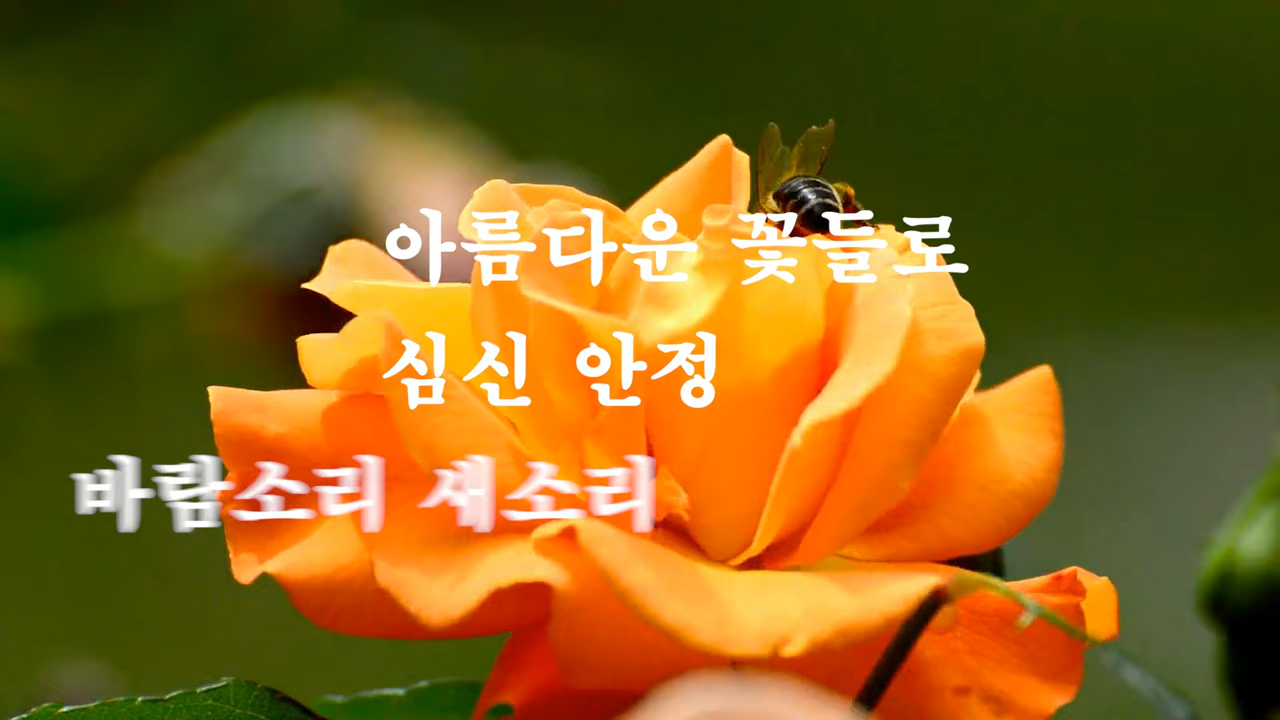 아름다운 꽃들로
심신 안정
바람소리 새소리